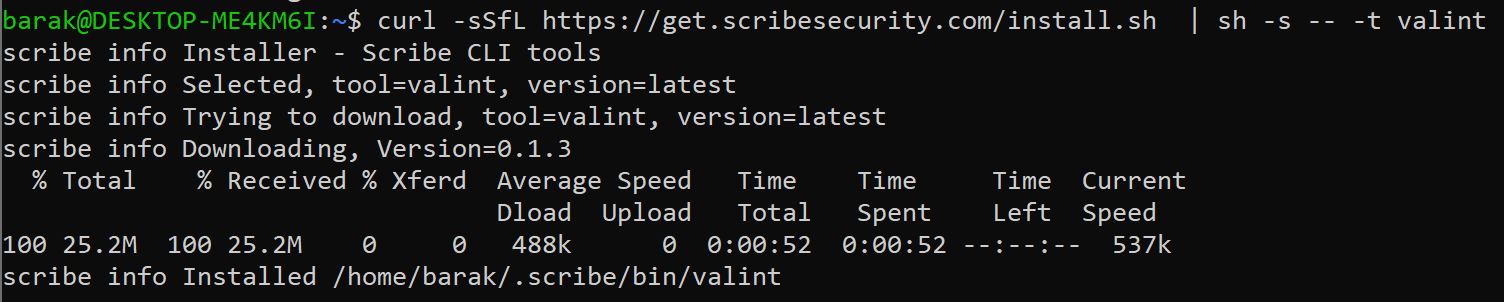 barak@DESKTOP-ME4KM6I:~$ curl -sSfL https://get.scribesecurity.com/install.sh  | sh -s -- -t valint
scribe info Installer - Scribe CLI tools
scribe info Selected, tool=valint, version=latest
scribe info Trying to download, tool=valint, version=latest
scribe info Downloading, Version=0.1.3
  % Total    % Received % Xferd  Average Speed   Time    Time     Time  Current
                                 Dload  Upload   Total   Spent    Left  Speed
100 25.2M  100 25.2M    0     0   488k      0  0:00:52  0:00:52 --:--:--  537k
scribe info Installed /home/barak/.scribe/bin/valint